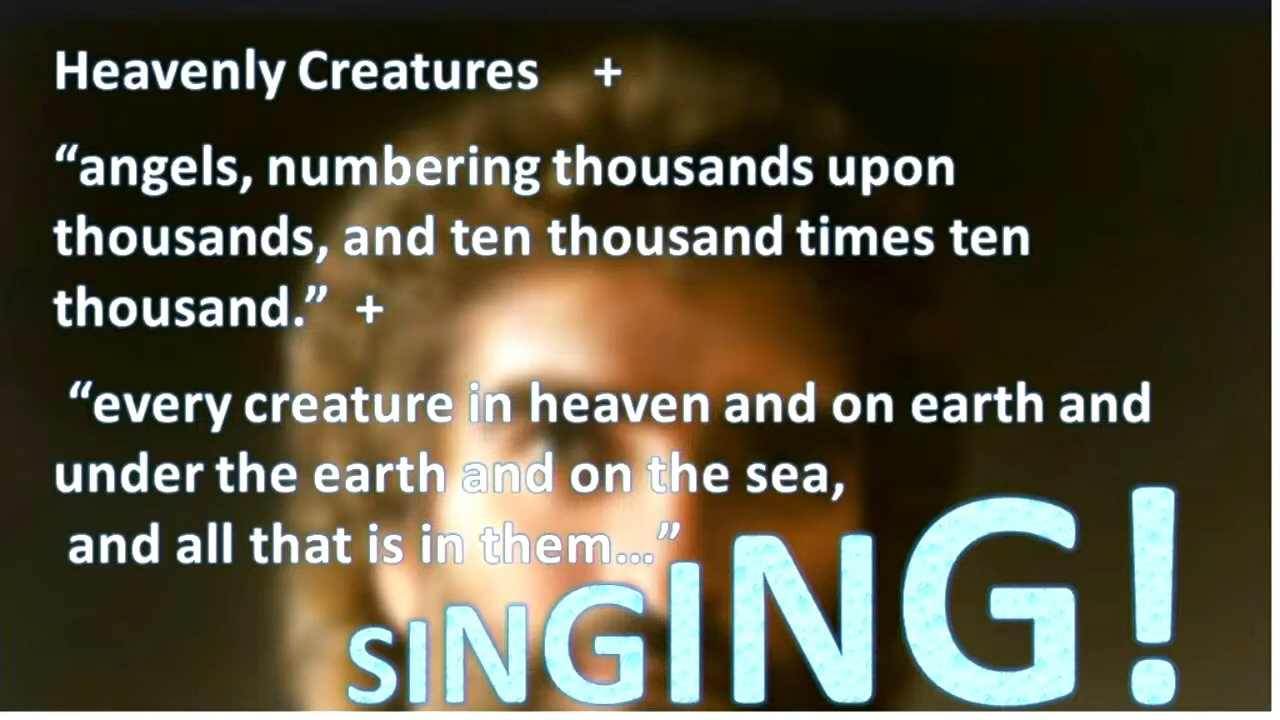 Heavenly Creatures +
“angels, numbering thousands upon
thousands, and ten thousand times ten
thousand.” +
“every creature in heaven and on earth and
under the earth and on the sea,
and all that is in them...”
SINGING!